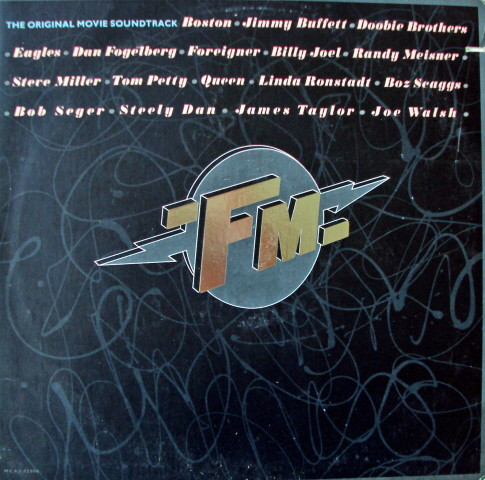 THE ORIGINAL MOVIE SOUNDTRACK Boston • Jimmy Buffett • Doobie Brothers
• Eagles • Dan Fogelberg • Foreigner • Billy Joel • Randy Meisner •
• Steve Miller • Tom Petty • Queen • Linda Ronstadt • Boz Scaggs •
• Bob Seger • Steely Dan • James Taylor • Joe Walsh •
FM